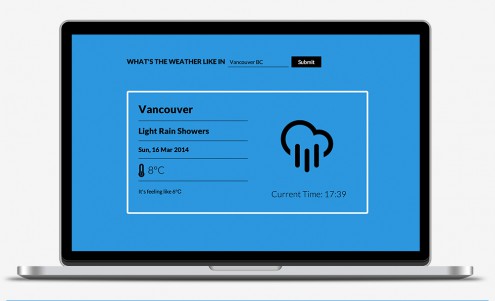 WHAT'S THE WEATHER LIKE IN Vancouver BC Submit
Vancouver
Light Rain Showers
Sun, 16 Mar 2014
8°C
It's feeling like 6°C
Current Time: 17:39